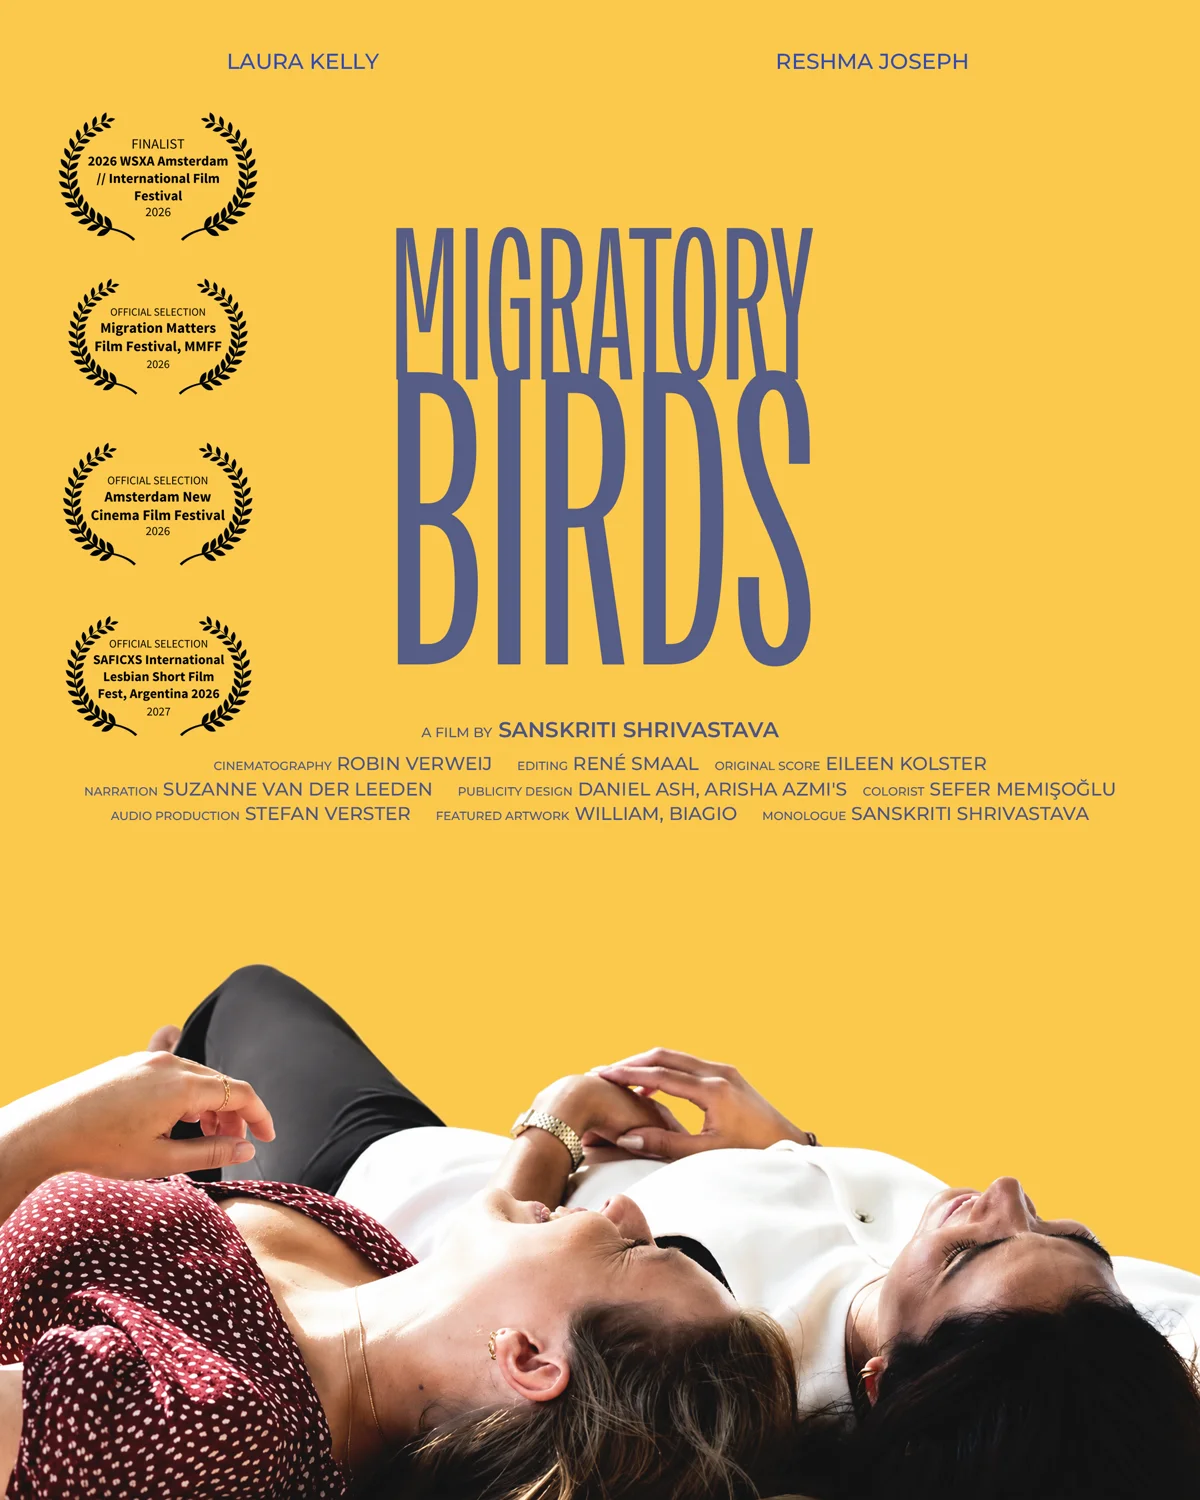 LAURA KELLY
RESHMA JOSEPH
FINALIST
2026 WSXA Amsterdam
// International Film
Festival
2026
OFFICIAL SELECTION
Migration Matters
Film Festival, MMFF
2026
OFFICIAL SELECTION
Amsterdam New
Cinema Film Festival
2026
OFFICIAL SELECTION
SAFICXS International
Lesbian Short Film
Fest, Argentina 2026
2027
MIGRATORY
BIRDS
A FILM BY SANSKRITI SHRIVASTAVA
CINEMATOGRAPHY ROBIN VERWEIJ EDITING RENÉ SMAAL ORIGINAL SCORE EILEEN KOLSTER
NARRATION SUZANNE VAN DER LEEDEN PUBLICITY DESIGN DANIEL ASH, ARISHA AZMI'S COLORIST SEFER MEMIŞOĞLU
AUDIO PRODUCTION STEFAN VERSTER FEATURED ARTWORK WILLIAM, BIAGIO MONOLOGUE SANSKRITI SHRIVASTAVA